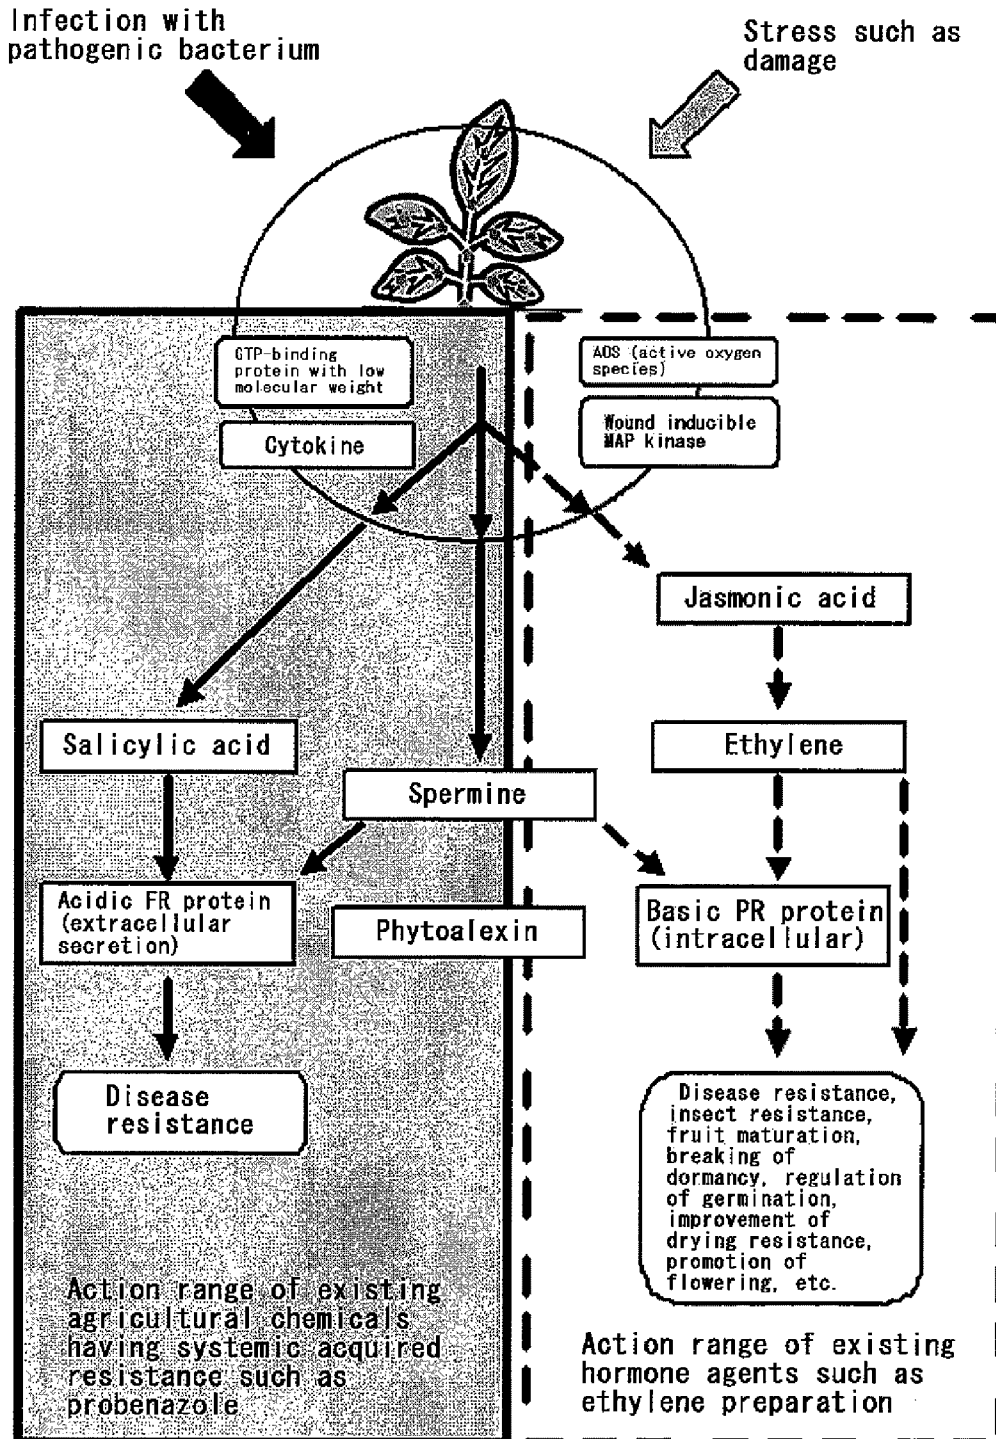 Infection with
pathogenic bacterium
Stress such as
damage
GTP-binding
protein with low
molecular weight
Cytokine
AOS (active oxygen
species)
Wound inducible
MAP kinase
Jasmonic acid
Salicylic acid
Ethylene
Spermine
Acidic FR protein
(extracellular
secretion)
Phytoalexin
Basic PR protein
(intracellular)
Disease
resistance
Disease resistance,
insect resistance,
fruit maturation,
breaking of
dormancy, regulation
of germination,
improvement of
drying resistance,
promotion of
flowering, etc.
Action range of existing
agricultural chemicals
having systemic acquired
resistance such as
probenazole
Action range of existing
hormone agents such as
ethylene preparation